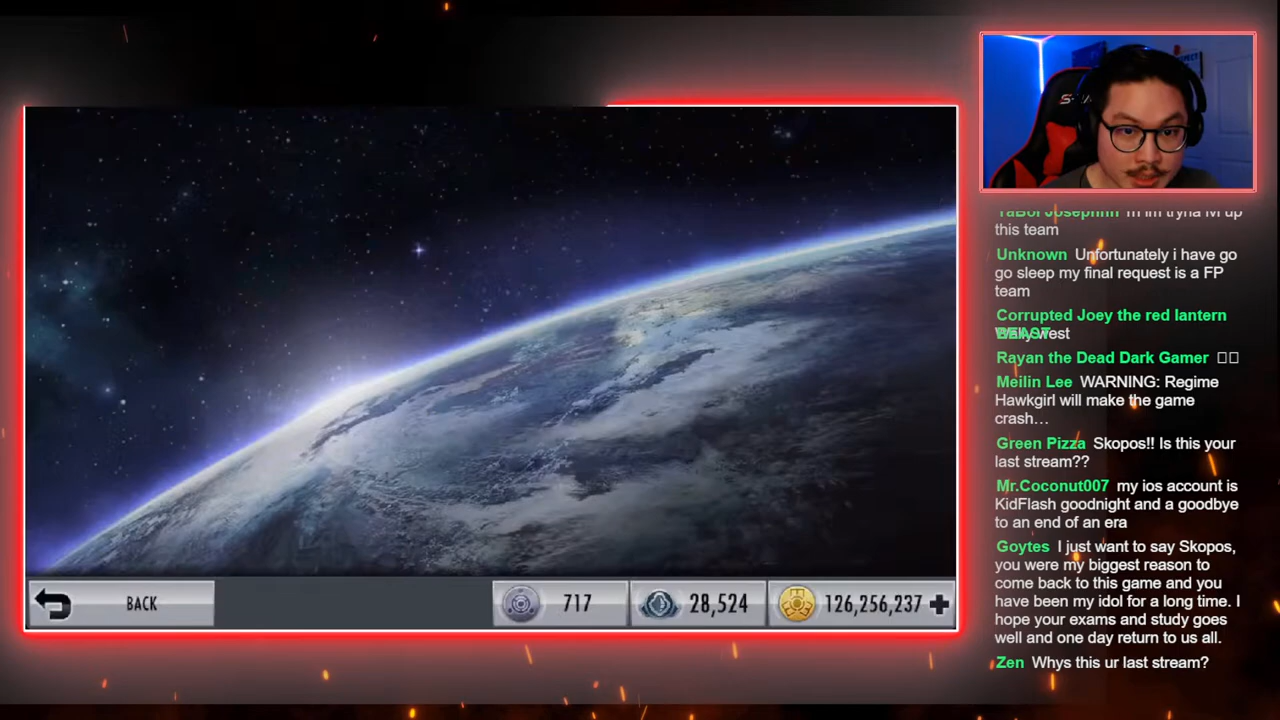 this team
Unknown Unfortunately i have go
go sleep my final request is a FP
team
Corrupted Joey the red lantern
BEAST
Rayan the Dead Dark Gamer
Meilin Lee WARNING: Regime
Hawkgirl will make the game
crash…
Green Pizza Skopos!! Is this your
last stream??
Mr.Coconut007 my ios account is
KidFlash goodnight and a goodbye
to an end of an era
Goytes I just want to say Skopos,
you were my biggest reason to
come back to this game and you
have been my idol for a long time. I
hope your exams and study goes
well and one day return to us all.
Zen Whys this ur last stream?
BACK
717
28,524
126,256,237